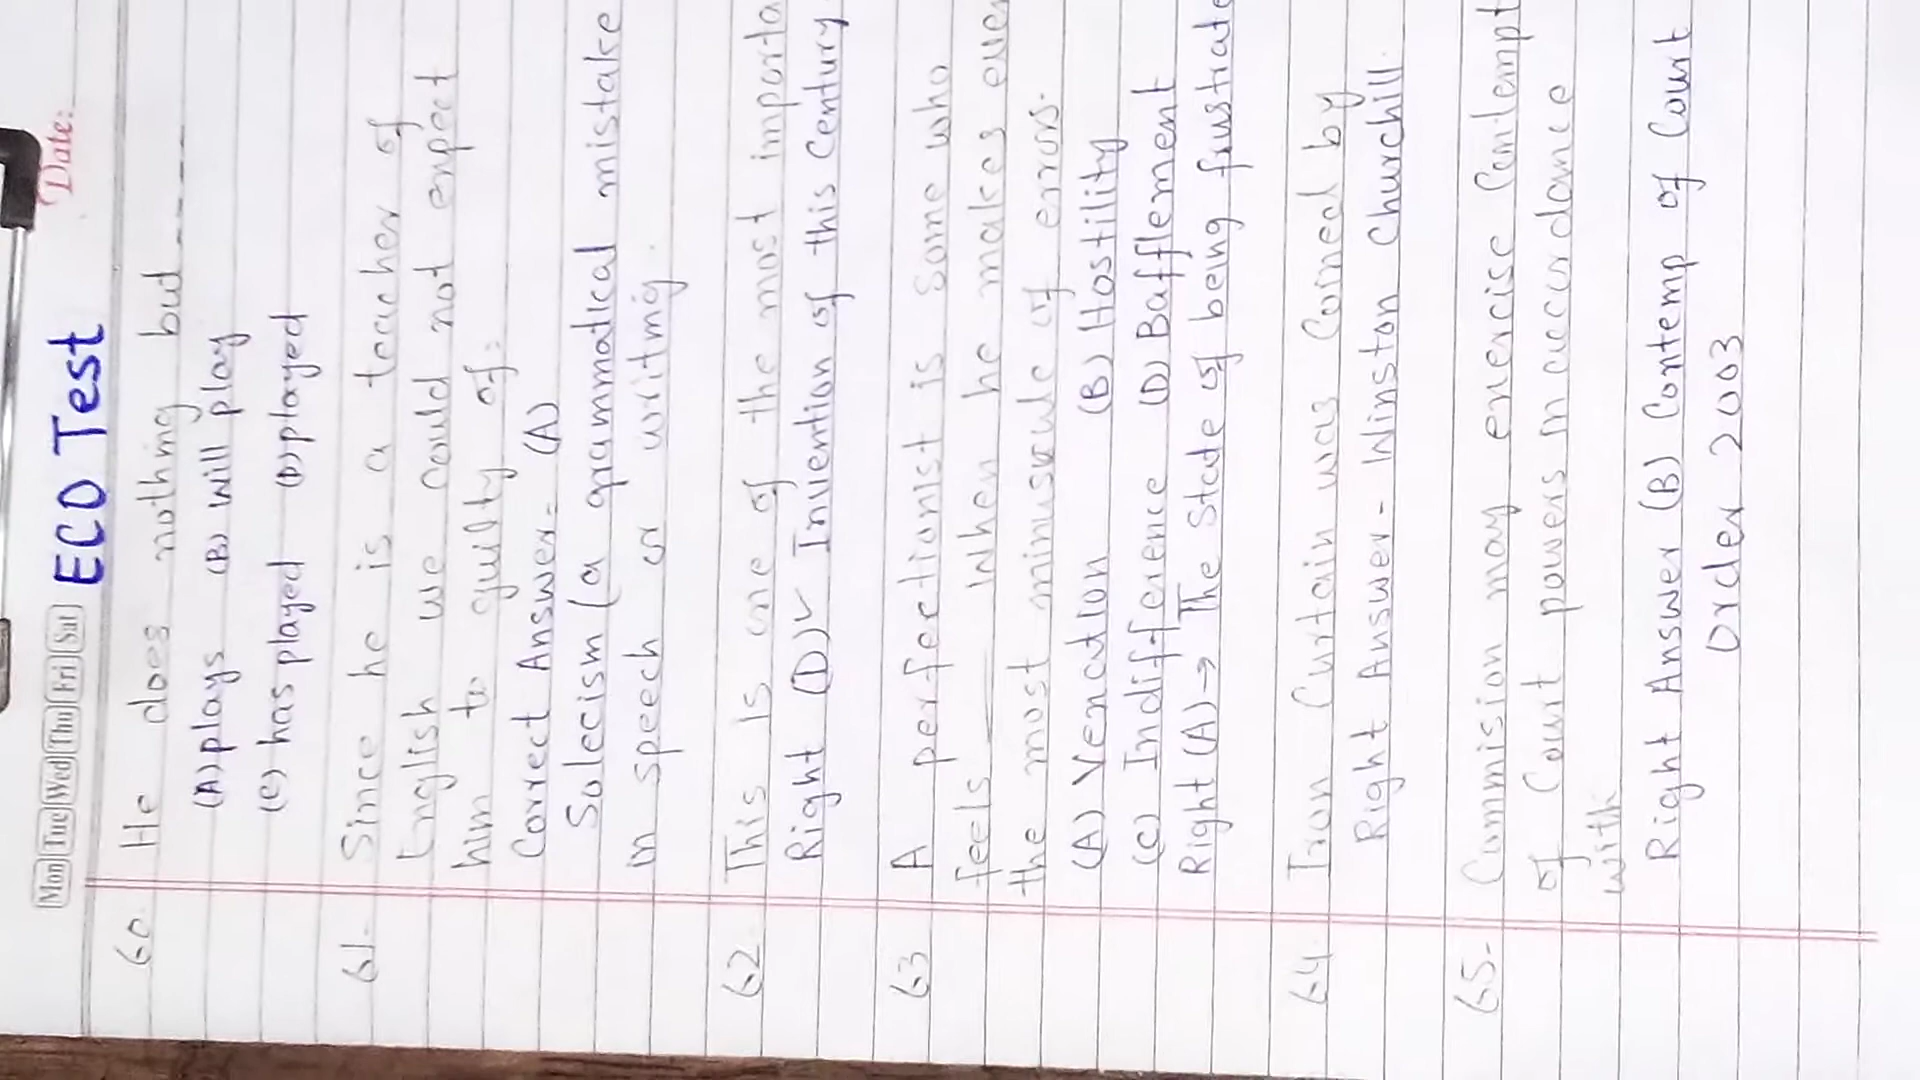 Mon Tue Wed Thu Fri Sat
Date:
ECO Test
60. He does nothing but ------
(A) plays (B) will play
(C) has played (D) played
61- Since he is a teacher of
English we could not expect
him to guilty of:
Correct Answer= (A)
Solecism (a grammatical mistake
in speech or writing.
62 This is one of the most importa
Right (D)✓ Invention of this Century.
63 A perfectionist is some who
feels ____ when he makes ever
the most minuscule of errors.
(A) Vexation (B) Hostility
(C) Indifference (D) Bafflement
Right (A) → The state of being frustrate
64. Iron Curtain was Coined by
Right Answer - Winston Churchill.
65- Commision may exercise Contempt
of Court powers in accordance
with
Right Answer (B) Contemp of Court
Order 2003